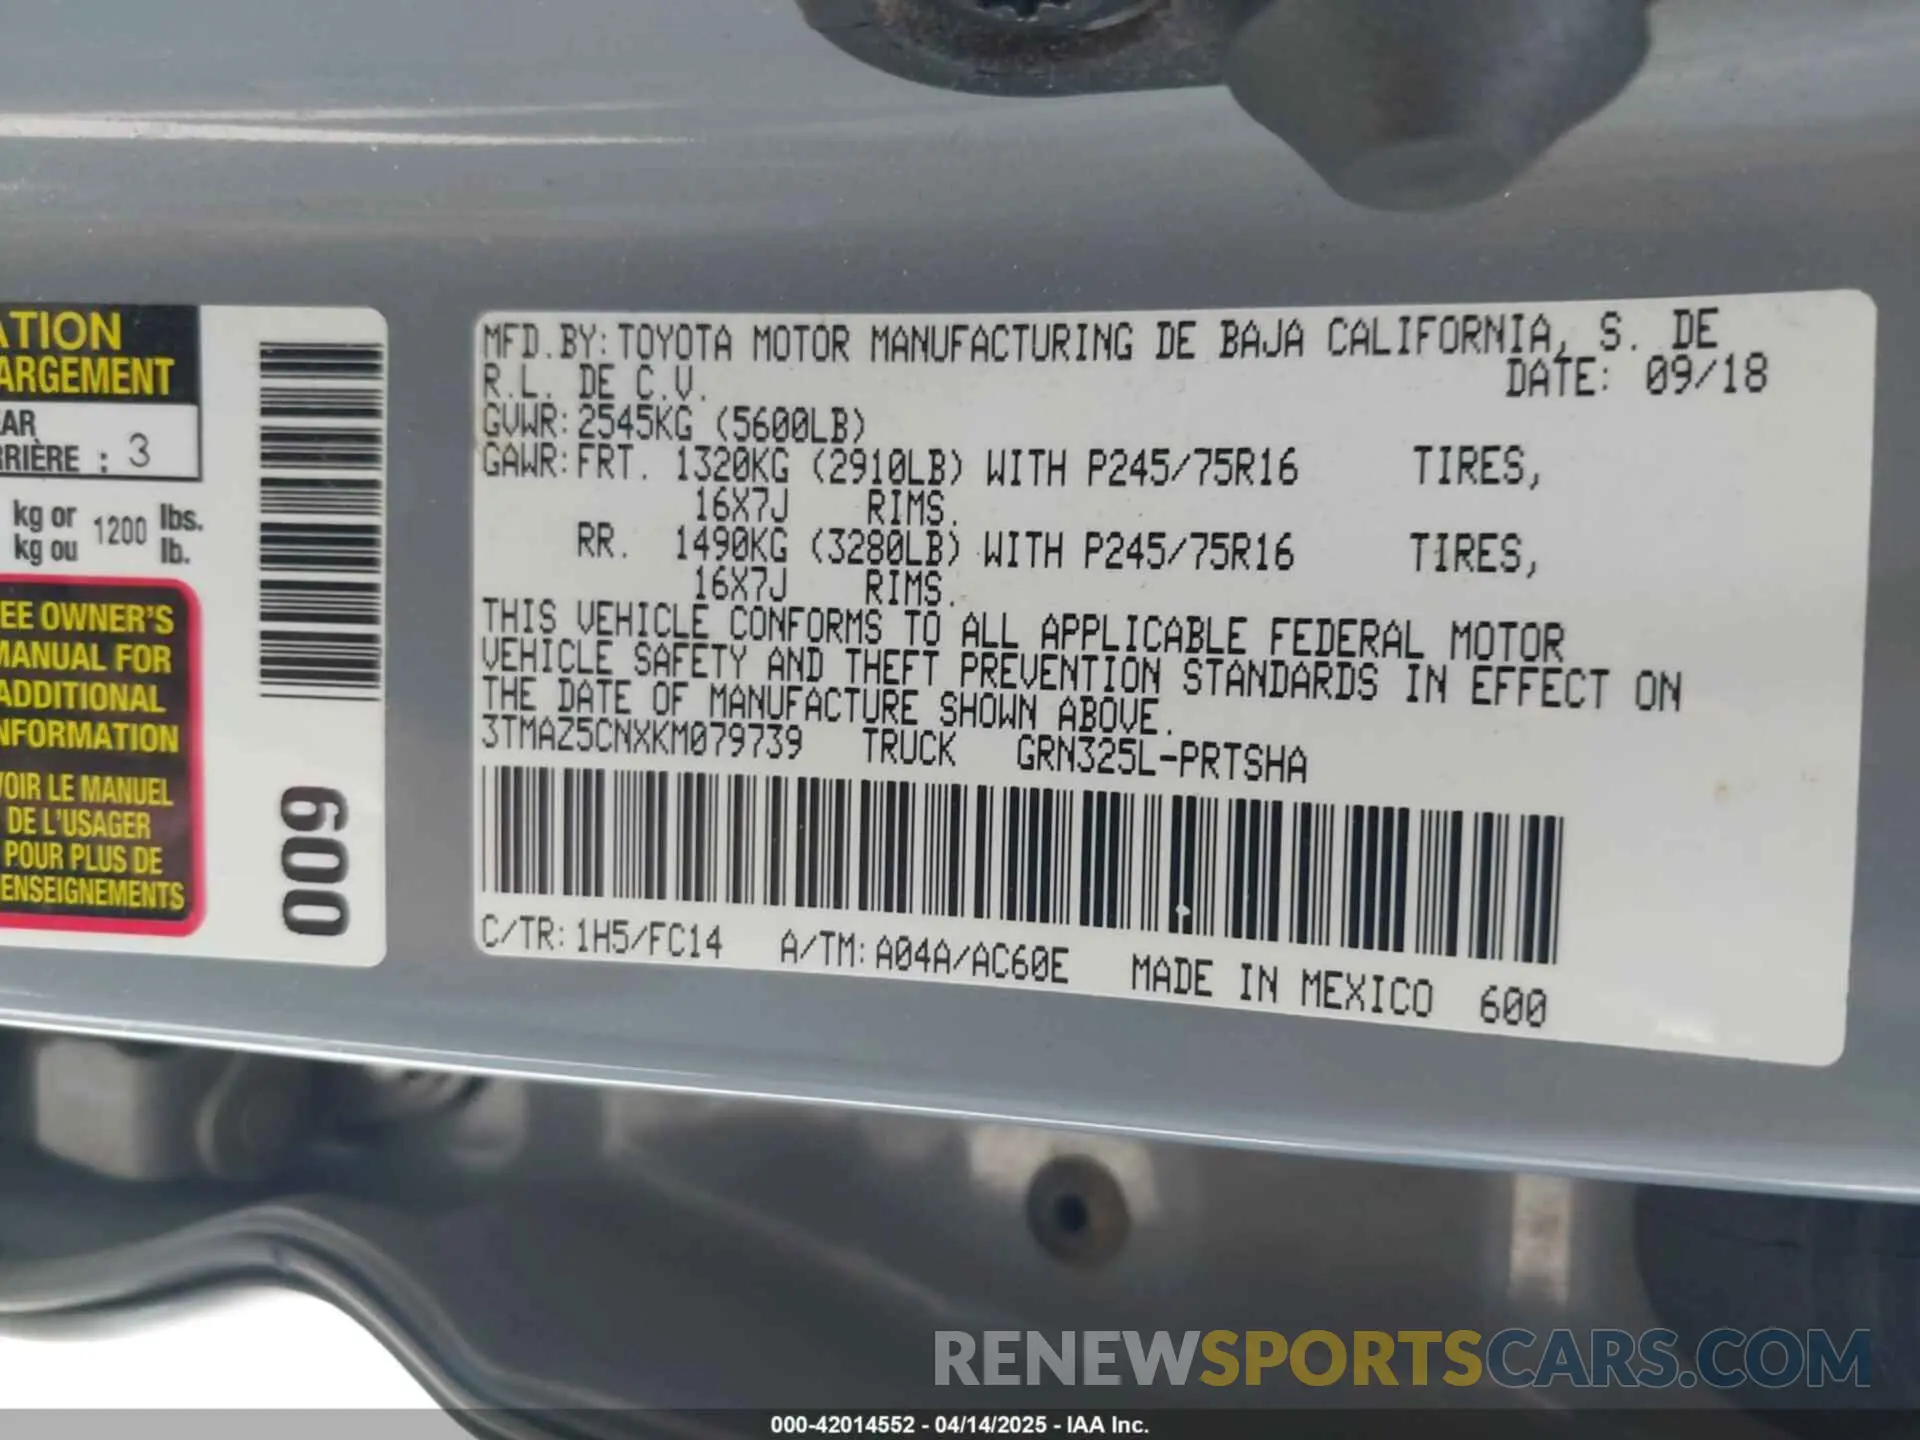 ATION
ARGEMENT
EAR
RRIÈRE : 3
kg or 1200 lbs.
kg ou lb.
EE OWNER'S
MANUAL FOR
ADDITIONAL
NFORMATION
VOIR LE MANUEL
DE L'USAGER
POUR PLUS DE
ENSEIGNEMENTS
600
MFD.BY:TOYOTA MOTOR MANUFACTURING DE BAJA CALIFORNIA, S. DE
R.L. DE C.V. DATE: 09/18
GVWR:2545KG (5600LB)
GAWR:FRT. 1320KG (2910LB) WITH P245/75R16 TIRES,
16X7J RIMS.
RR. 1490KG (3280LB) WITH P245/75R16 TIRES,
16X7J RIMS.
THIS VEHICLE CONFORMS TO ALL APPLICABLE FEDERAL MOTOR
VEHICLE SAFETY AND THEFT PREVENTION STANDARDS IN EFFECT ON
THE DATE OF MANUFACTURE SHOWN ABOVE.
3TMAZ5CNXKM079739 TRUCK GRN325L-PRTSHA
C/TR:1H5/FC14 A/TM:A04A/AC60E MADE IN MEXICO 600
RENEWSPORTSCARS.COM
000-42014552 - 04/14/2025 - IAA Inc.